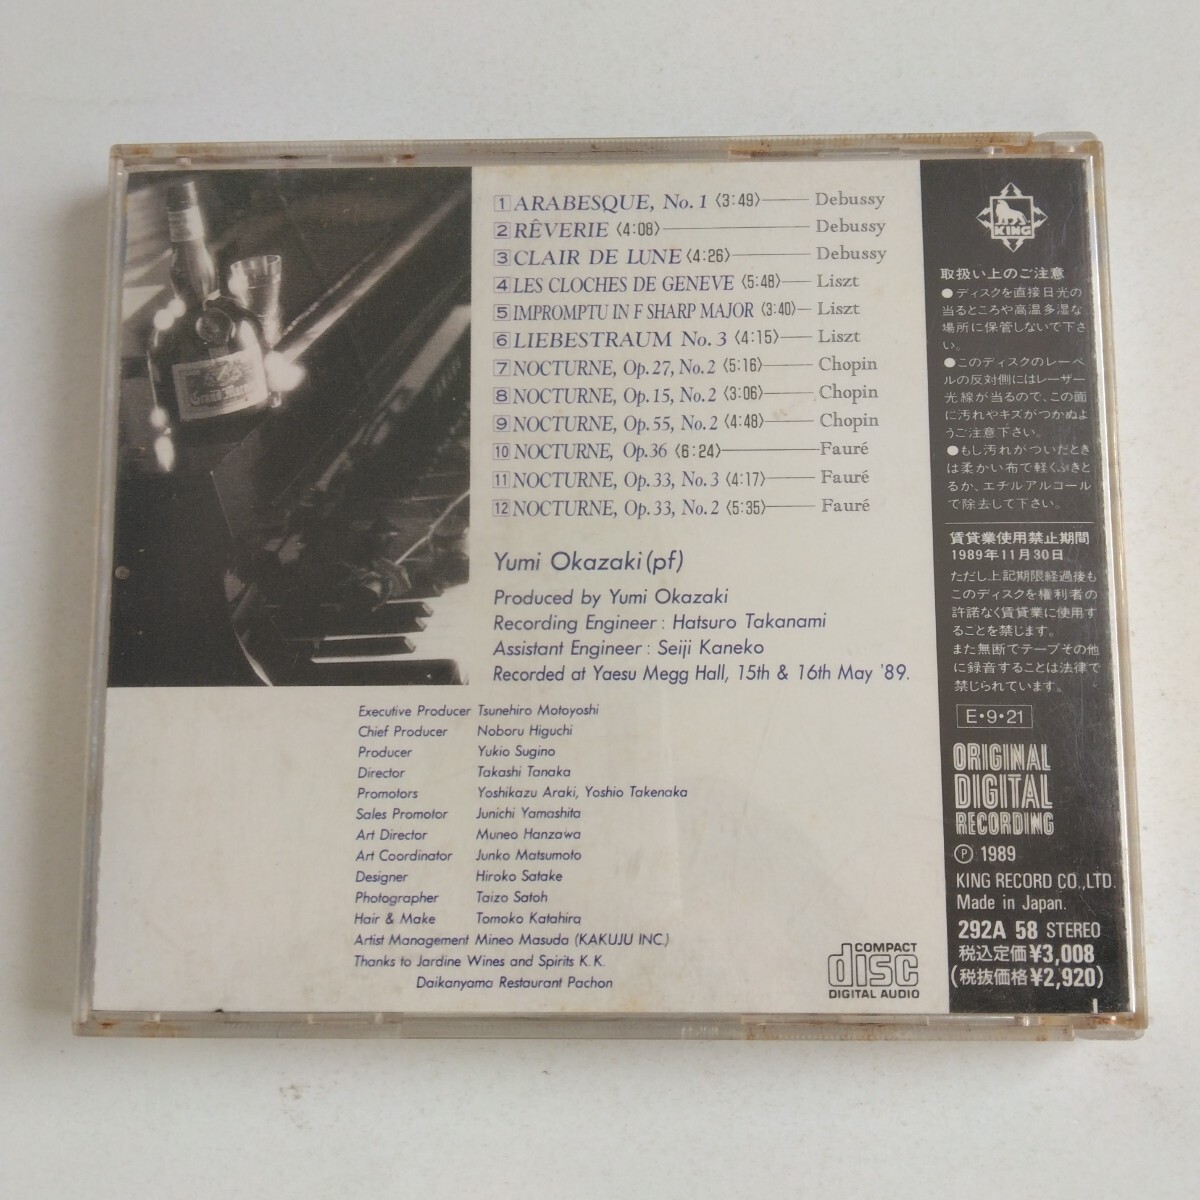 1 ARABESQUE, No. 1 〈3:49〉 Debussy
2 RÊVERIE 〈4:08〉 Debussy
3 CLAIR DE LUNE 〈4:26〉 Debussy
4 LES CLOCHES DE GENEVE 〈5:48〉 Liszt
5 IMPROMPTU IN F SHARP MAJOR 〈3:40〉 Liszt
6 LIEBESTRAUM No. 3 〈4:15〉 Liszt
7 NOCTURNE, Op. 27, No. 2 〈5:16〉 Chopin
8 NOCTURNE, Op. 15, No. 2 〈3:06〉 Chopin
9 NOCTURNE, Op. 55, No. 2 〈4:48〉 Chopin
10 NOCTURNE, Op. 36 〈6:24〉 Fauré
11 NOCTURNE, Op. 33, No. 3 〈4:17〉 Fauré
12 NOCTURNE, Op. 33, No. 2 〈5:35〉 Fauré
Yumi Okazaki (pf)
Produced by Yumi Okazaki
Recording Engineer : Hatsuro Takanami
Assistant Engineer : Seiji Kaneko
Recorded at Yaesu Megg Hall, 15th & 16th May '89.
Executive Producer Tsunehiro Motoyoshi
Chief Producer Noboru Higuchi
Producer Yukio Sugino
Director Takashi Tanaka
Promotors Yoshikazu Araki, Yoshio Takenaka
Sales Promotor Junichi Yamashita
Art Director Muneo Hanzawa
Art Coordinator Junko Matsumoto
Designer Hiroko Satake
Photographer Taizo Satoh
Hair & Make Tomoko Katahira
Artist Management Mineo Masuda (KAKUJU INC.)
Thanks to Jardine Wines and Spirits K.K.
Daikanyama Restaurant Pachon
COMPACT
disc
DIGITAL AUDIO
KING
取扱い上のご注意
●ディスクを直接日光の
当るところや高温多湿な
場所に保管しないで下さ
い。
●このディスクのレーベ
ルの反対側にはレーザー
光線が当るので、この面
に汚れやキズがつかぬよ
うご注意下さい。
●もし汚れがついたとき
は柔かい布で軽くふきと
るか、エチルアルコール
で除去して下さい。
賃貸業使用禁止期間
1989年11月30日
ただし上記期限経過後も
このディスクを権利者の
許諾なく賃貸業に使用す
ることを禁じます。
また無断でテープその他
に録音することは法律で
禁じられています。
E・9・21
ORIGINAL
DIGITAL
RECORDING
Ⓟ 1989
KING RECORD CO.,LTD.
Made in Japan.
292A 58 STEREO
税込定価¥3,008
(税抜価格¥2,920)